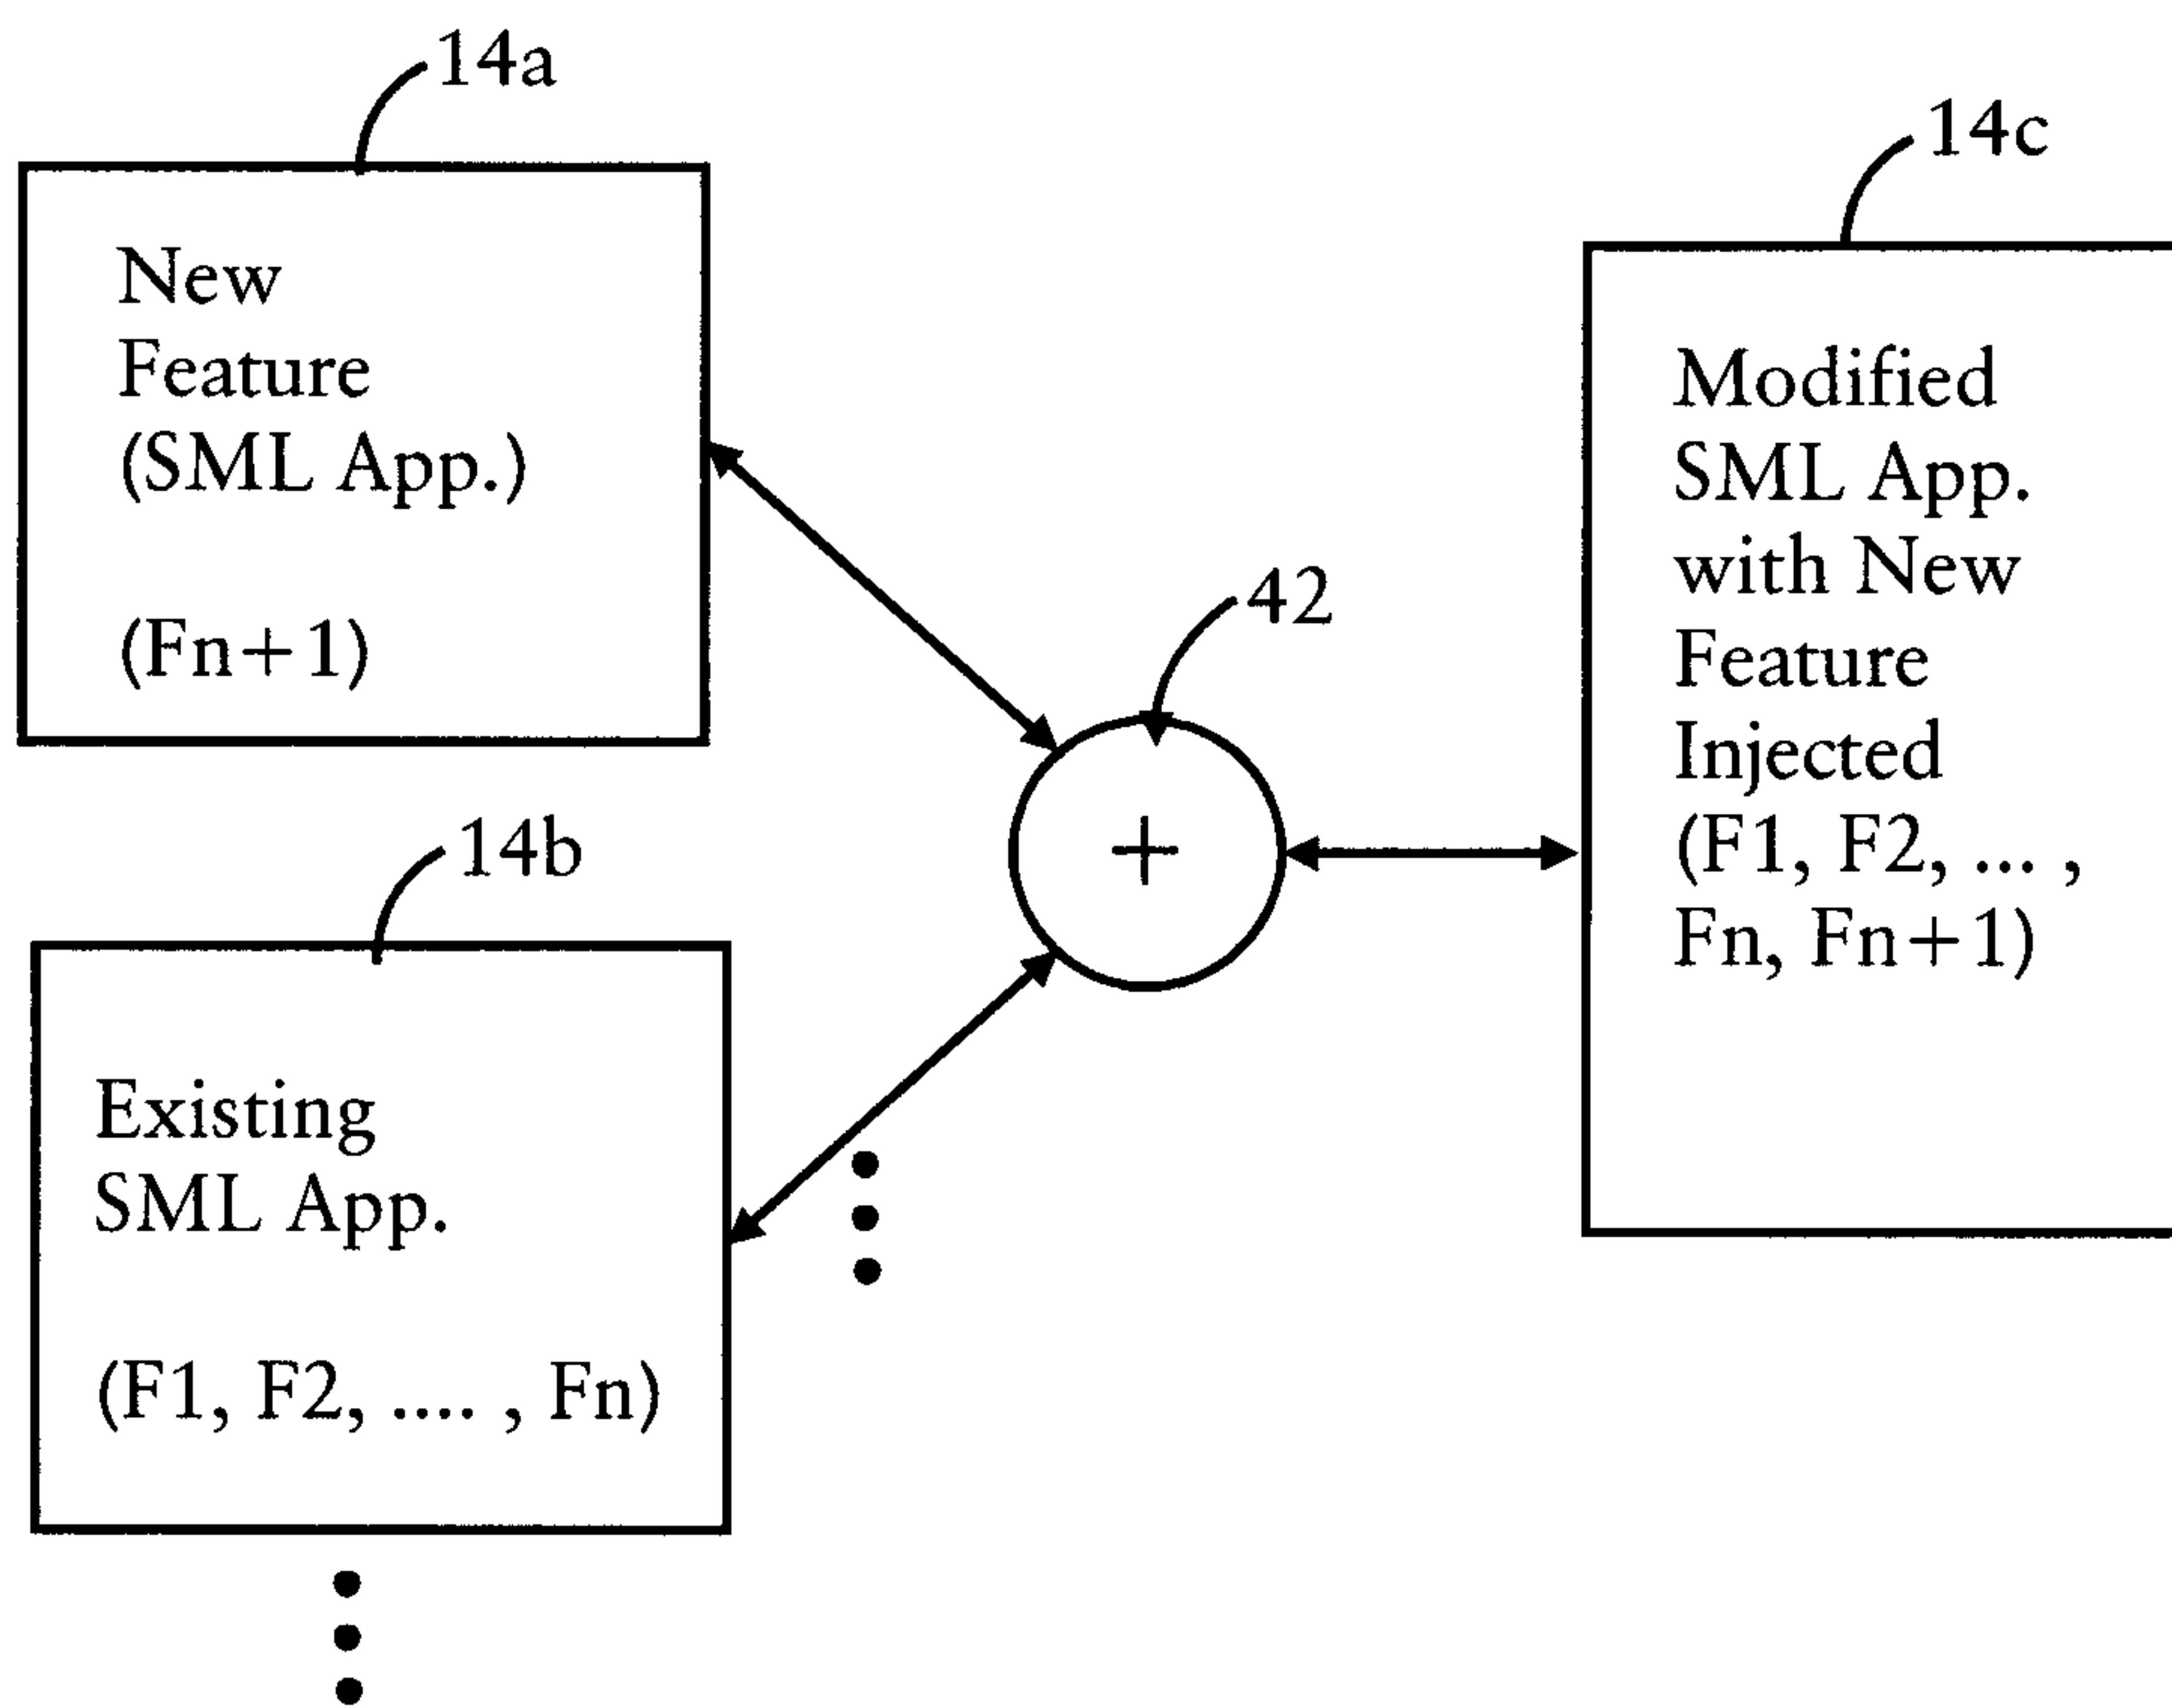 14a
New
Feature
(SML App.)
(Fn+1)
14b
Existing
SML App.
(F1, F2, .... , Fn)
42
+
14c
Modified
SML App.
with New
Feature
Injected
(F1, F2, ... ,
Fn, Fn+1)